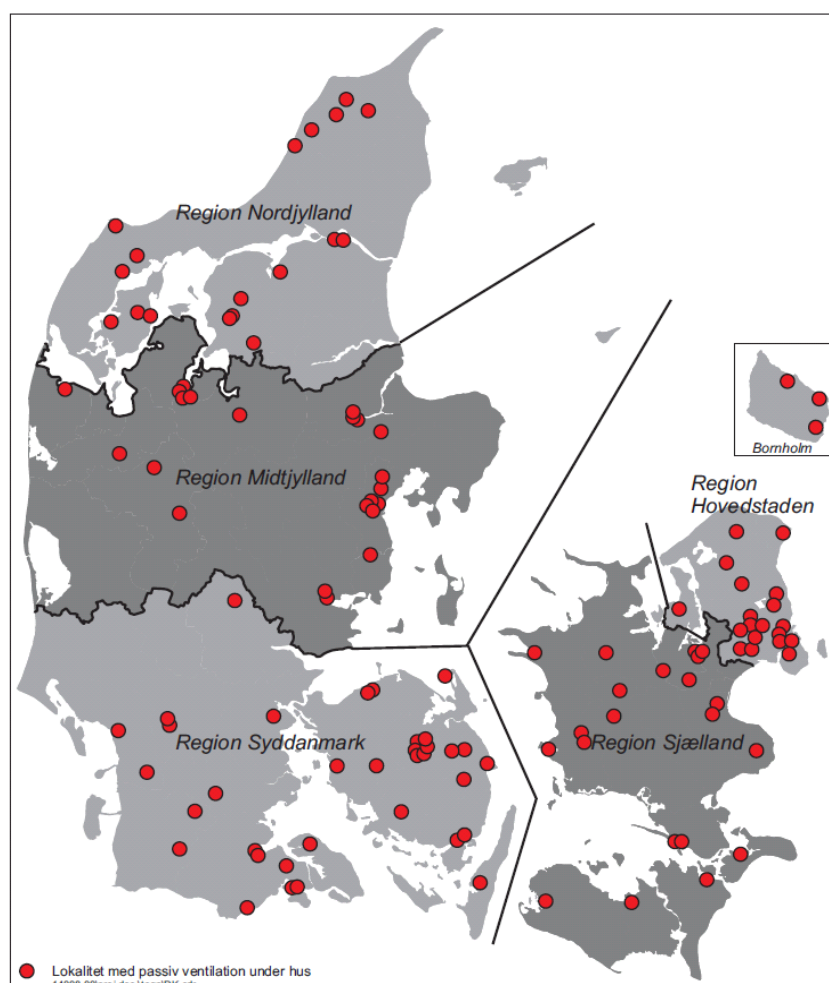 Region Nordjylland
Region Midtjylland
Bornholm
Region
Hovedstaden
Region Syddanmark
Region Sjælland
Lokalitet med passiv ventilation under hus